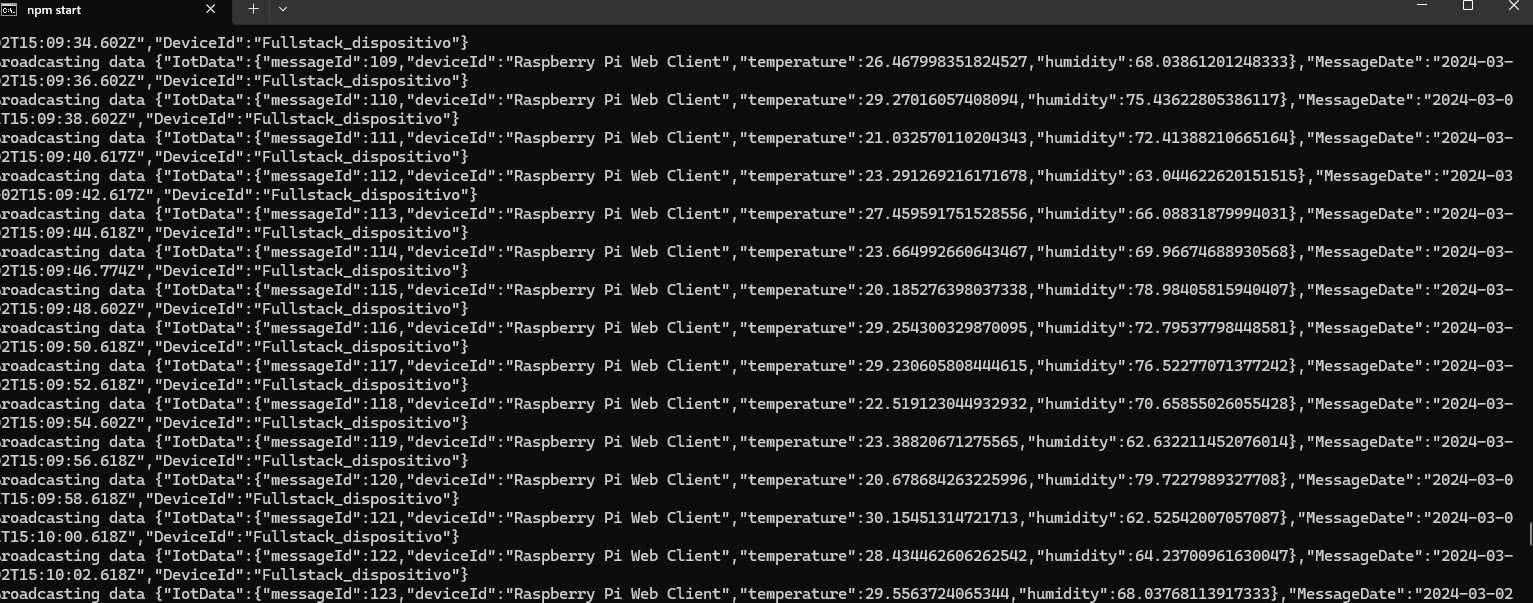 npm start
02T15:09:34.602Z","DeviceId":"Fullstack_dispositivo"}
roadcasting data {"IotData":{"messageId":109,"deviceId":"Raspberry Pi Web Client","temperature":26.467998351824527,"humidity":68.03861201248333},"MessageDate":"2024-03-
02T15:09:36.602Z","DeviceId":"Fullstack_dispositivo"}
roadcasting data {"IotData":{"messageId":110,"deviceId":"Raspberry Pi Web Client","temperature":29.27016057408094,"humidity":75.43622805386117},"MessageDate":"2024-03-0
T15:09:38.602Z","DeviceId":"Fullstack_dispositivo"}
roadcasting data {"IotData":{"messageId":111,"deviceId":"Raspberry Pi Web Client","temperature":21.032570110204343,"humidity":72.41388210665164},"MessageDate":"2024-03-
02T15:09:40.617Z","DeviceId":"Fullstack_dispositivo"}
roadcasting data {"IotData":{"messageId":112,"deviceId":"Raspberry Pi Web Client","temperature":23.291269216171678,"humidity":63.044622620151515},"MessageDate":"2024-03
-02T15:09:42.617Z","DeviceId":"Fullstack_dispositivo"}
roadcasting data {"IotData":{"messageId":113,"deviceId":"Raspberry Pi Web Client","temperature":27.459591751528556,"humidity":66.08831879994031},"MessageDate":"2024-03-
02T15:09:44.618Z","DeviceId":"Fullstack_dispositivo"}
roadcasting data {"IotData":{"messageId":114,"deviceId":"Raspberry Pi Web Client","temperature":23.664992660643467,"humidity":69.96674688930568},"MessageDate":"2024-03-
02T15:09:46.774Z","DeviceId":"Fullstack_dispositivo"}
roadcasting data {"IotData":{"messageId":115,"deviceId":"Raspberry Pi Web Client","temperature":20.185276398037338,"humidity":78.98405815940407},"MessageDate":"2024-03-
02T15:09:48.602Z","DeviceId":"Fullstack_dispositivo"}
roadcasting data {"IotData":{"messageId":116,"deviceId":"Raspberry Pi Web Client","temperature":29.254300329870095,"humidity":72.79537798448581},"MessageDate":"2024-03-
02T15:09:50.618Z","DeviceId":"Fullstack_dispositivo"}
roadcasting data {"IotData":{"messageId":117,"deviceId":"Raspberry Pi Web Client","temperature":29.230605808444615,"humidity":76.52277071377242},"MessageDate":"2024-03-
02T15:09:52.618Z","DeviceId":"Fullstack_dispositivo"}
roadcasting data {"IotData":{"messageId":118,"deviceId":"Raspberry Pi Web Client","temperature":22.519123044932932,"humidity":70.65855026055428},"MessageDate":"2024-03-
02T15:09:54.602Z","DeviceId":"Fullstack_dispositivo"}
roadcasting data {"IotData":{"messageId":119,"deviceId":"Raspberry Pi Web Client","temperature":23.38820671275565,"humidity":62.632211452076014},"MessageDate":"2024-03-
02T15:09:56.618Z","DeviceId":"Fullstack_dispositivo"}
roadcasting data {"IotData":{"messageId":120,"deviceId":"Raspberry Pi Web Client","temperature":20.678684263225996,"humidity":79.7227989327708},"MessageDate":"2024-03-0
T15:09:58.618Z","DeviceId":"Fullstack_dispositivo"}
roadcasting data {"IotData":{"messageId":121,"deviceId":"Raspberry Pi Web Client","temperature":30.15451314721713,"humidity":62.52542007057087},"MessageDate":"2024-03-0
T15:10:00.618Z","DeviceId":"Fullstack_dispositivo"}
roadcasting data {"IotData":{"messageId":122,"deviceId":"Raspberry Pi Web Client","temperature":28.434462606262542,"humidity":64.23700961630047},"MessageDate":"2024-03-
02T15:10:02.618Z","DeviceId":"Fullstack_dispositivo"}
roadcasting data {"IotData":{"messageId":123,"deviceId":"Raspberry Pi Web Client","temperature":29.5563724065344,"humidity":68.03768113917333},"MessageDate":"2024-03-02